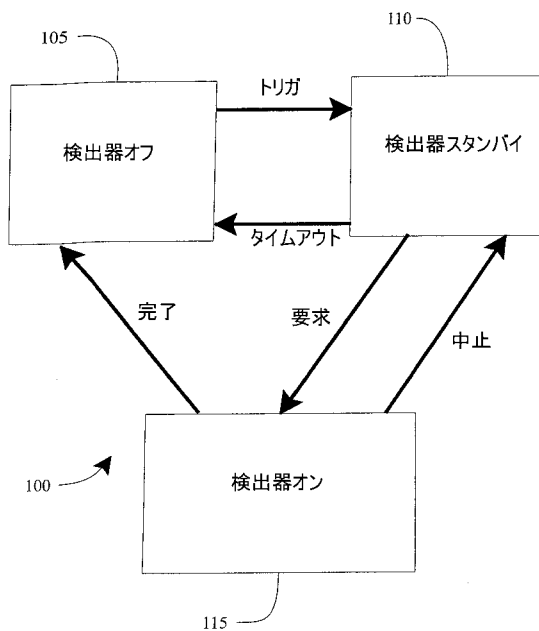 105
110
検出器オフ
トリガ
検出器スタンバイ
タイムアウト
完了
要求
中止
100
検出器オン
115